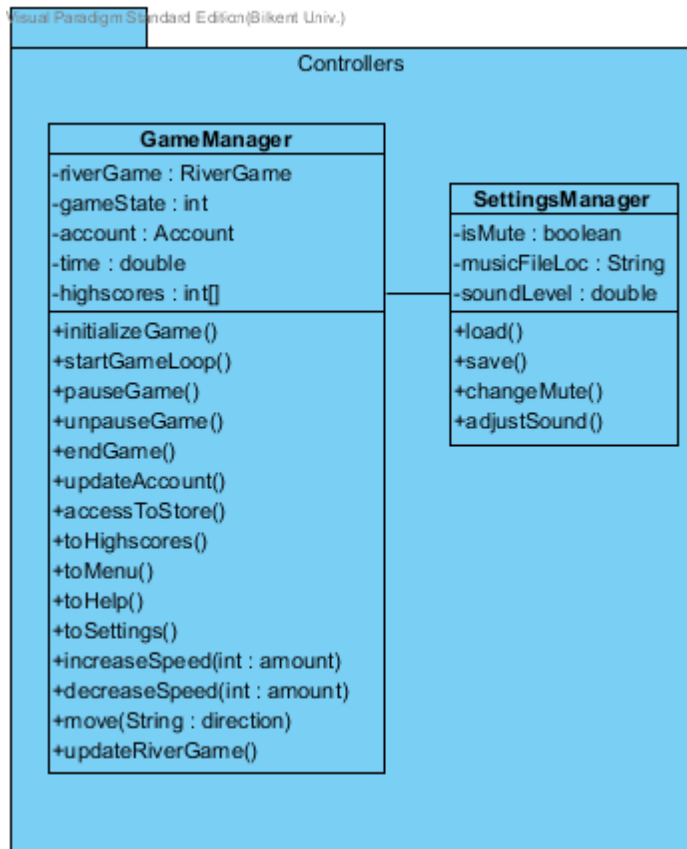 Visual Paradigm Standard Edition(Bilkent Univ.)
Controllers
GameManager
-riverGame : RiverGame
-gameState : int
-account : Account
-time : double
-highscores : int[]
+initializeGame()
+startGameLoop()
+pauseGame()
+unpauseGame()
+endGame()
+updateAccount()
+accessToStore()
+toHighscores()
+toMenu()
+toHelp()
+toSettings()
+increaseSpeed(int : amount)
+decreaseSpeed(int : amount)
+move(String : direction)
+updateRiverGame()
SettingsManager
-isMute : boolean
-musicFileLoc : String
-soundLevel : double
+load()
+save()
+changeMute()
+adjustSound()